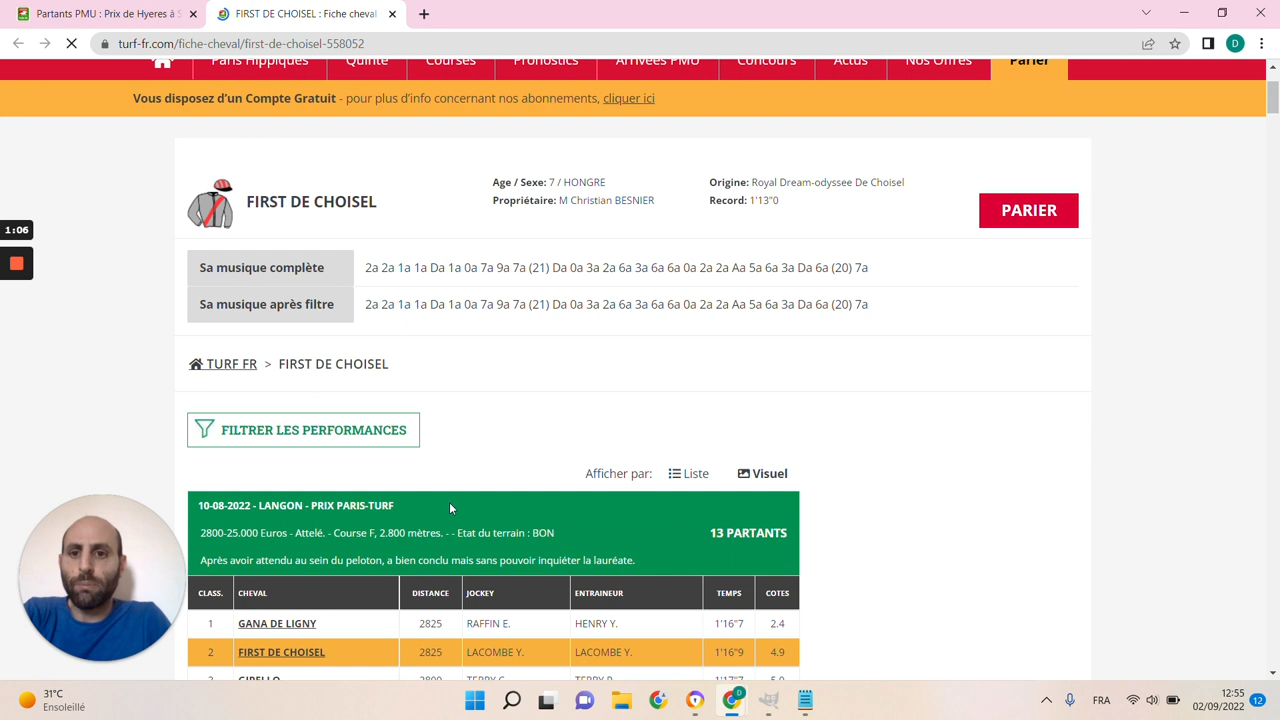 Partants PMU : Prix de Hyeres à S
FIRST DE CHOISEL : Fiche cheval
turf-fr.com/fiche-cheval/first-de-choisel-558052
D
Paris Hippiques
Quinté
Courses
Pronostics
Arrivées PMU
Concours
Actus
Nos Offres
Parier
Vous disposez d'un Compte Gratuit - pour plus d'info concernant nos abonnements, cliquer ici
FIRST DE CHOISEL
Age / Sexe: 7 / HONGRE
Propriétaire: M Christian BESNIER
Origine: Royal Dream-odyssee De Choisel
Record: 1'13"0
PARIER
1:06
Sa musique complète 2a 2a 1a 1a Da 1a 0a 7a 9a 7a (21) Da 0a 3a 2a 6a 3a 6a 6a 0a 2a 2a Aa 5a 6a 3a Da 6a (20) 7a
Sa musique après filtre 2a 2a 1a 1a Da 1a 0a 7a 9a 7a (21) Da 0a 3a 2a 6a 3a 6a 6a 0a 2a 2a Aa 5a 6a 3a Da 6a (20) 7a
TURF FR > FIRST DE CHOISEL
FILTRER LES PERFORMANCES
Afficher par: Liste Visuel
10-08-2022 - LANGON - PRIX PARIS-TURF
2800-25.000 Euros - Attelé. - Course F, 2.800 mètres. - - Etat du terrain : BON
13 PARTANTS
Après avoir attendu au sein du peloton, a bien conclu mais sans pouvoir inquiéter la lauréate.
CLASS. CHEVAL DISTANCE JOCKEY ENTRAINEUR TEMPS COTES
1 GANA DE LIGNY 2825 RAFFIN E. HENRY Y. 1'16"7 2.4
2 FIRST DE CHOISEL 2825 LACOMBE Y. LACOMBE Y. 1'16"9 4.9
31°C
Ensoleillé
D
FRA
12:55
02/09/2022
12